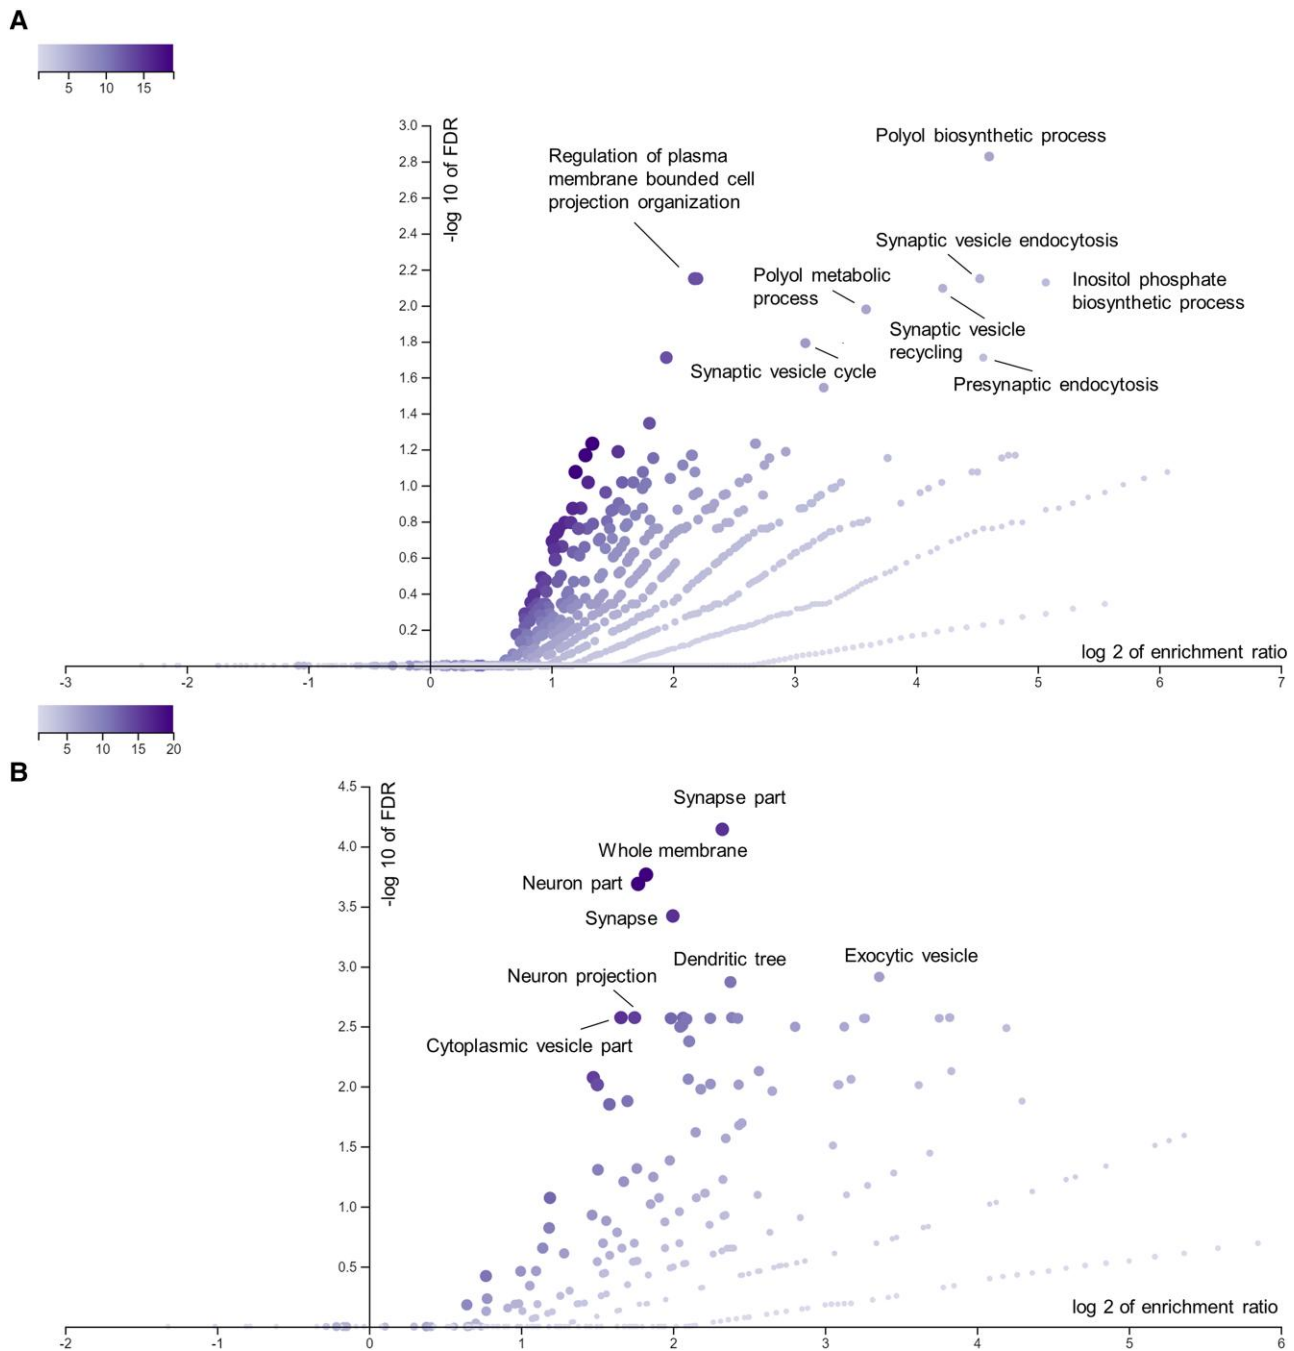 A
5 10 15
3.0
-log 10 of FDR
Polyol biosynthetic process
Regulation of plasma
membrane bounded cell
projection organization
2.8
2.6
2.4
Synaptic vesicle endocytosis
2.2
Polyol metabolic
process
Inositol phosphate
biosynthetic process
2.0
Synaptic vesicle
recycling
1.8
Synaptic vesicle cycle
Presynaptic endocytosis
1.6
1.4
1.2
1.0
0.8
0.6
0.4
0.2
log 2 of enrichment ratio
-3 -2 -1 0 1 2 3 4 5 6 7
5 10 15 20
B
4.5
-log 10 of FDR
Synapse part
4.0
Whole membrane
Neuron part
3.5
Synapse
3.0
Dendritic tree
Exocytic vesicle
Neuron projection
2.5
Cytoplasmic vesicle part
2.0
1.5
1.0
0.5
log 2 of enrichment ratio
-2 -1 0 1 2 3 4 5 6